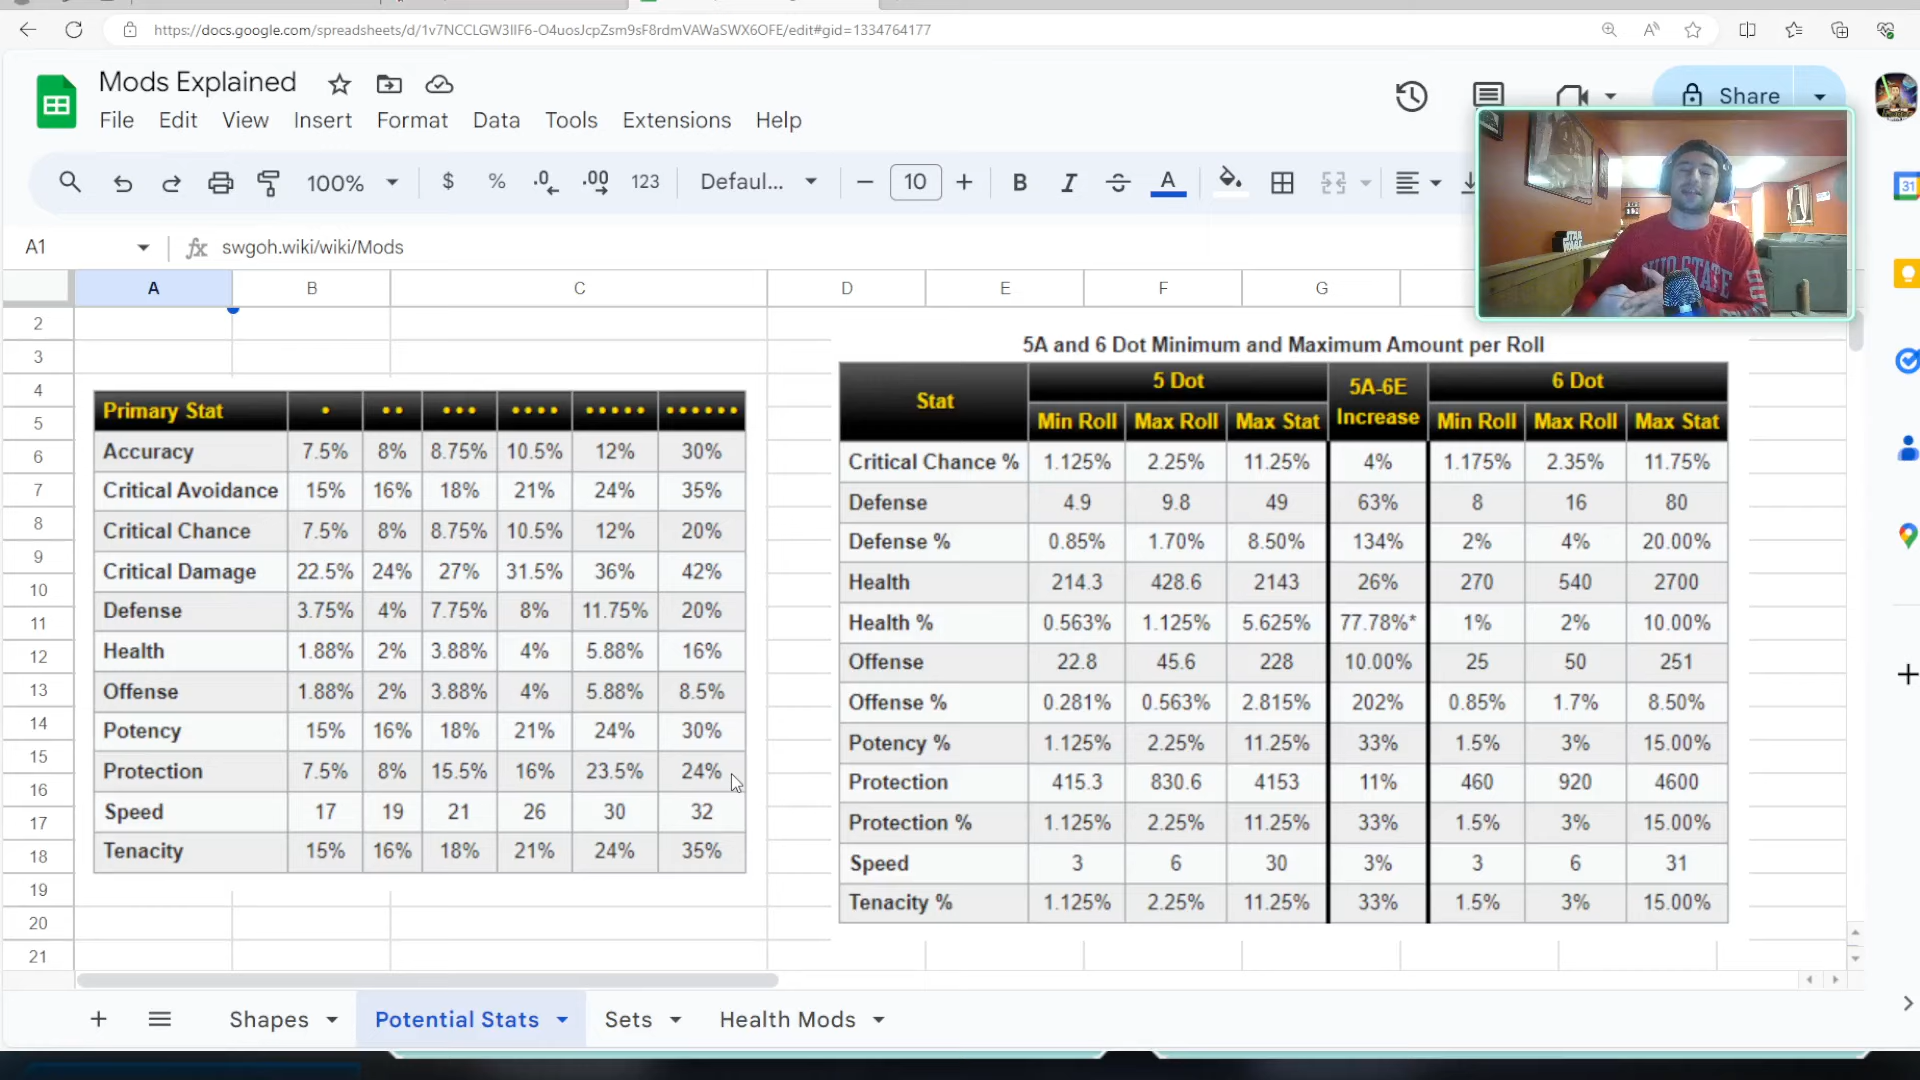 https://docs.google.com/spreadsheets/d/1v7NCCLGW3IIF6-O4uosJcpZsm9sF8rdmVAWaSWX6OFE/edit#gid=1334764177
Mods Explained
File Edit View Insert Format Data Tools Extensions Help
Share
100% $ % .0 .00 123 Defaul... 10 B I S A
31
A1 fx swgoh.wiki/wiki/Mods
A B C D E F G
2
3
4
5
6
7
8
9
10
11
12
13
14
15
16
17
18
19
20
21
Primary Stat • •• ••• •••• ••••• ••••••
Accuracy 7.5% 8% 8.75% 10.5% 12% 30%
Critical Avoidance 15% 16% 18% 21% 24% 35%
Critical Chance 7.5% 8% 8.75% 10.5% 12% 20%
Critical Damage 22.5% 24% 27% 31.5% 36% 42%
Defense 3.75% 4% 7.75% 8% 11.75% 20%
Health 1.88% 2% 3.88% 4% 5.88% 16%
Offense 1.88% 2% 3.88% 4% 5.88% 8.5%
Potency 15% 16% 18% 21% 24% 30%
Protection 7.5% 8% 15.5% 16% 23.5% 24%
Speed 17 19 21 26 30 32
Tenacity 15% 16% 18% 21% 24% 35%
5A and 6 Dot Minimum and Maximum Amount per Roll
Stat 5 Dot 5A-6E Increase 6 Dot
Min Roll Max Roll Max Stat Min Roll Max Roll Max Stat
Critical Chance % 1.125% 2.25% 11.25% 4% 1.175% 2.35% 11.75%
Defense 4.9 9.8 49 63% 8 16 80
Defense % 0.85% 1.70% 8.50% 134% 2% 4% 20.00%
Health 214.3 428.6 2143 26% 270 540 2700
Health % 0.563% 1.125% 5.625% 77.78%* 1% 2% 10.00%
Offense 22.8 45.6 228 10.00% 25 50 251
Offense % 0.281% 0.563% 2.815% 202% 0.85% 1.7% 8.50%
Potency % 1.125% 2.25% 11.25% 33% 1.5% 3% 15.00%
Protection 415.3 830.6 4153 11% 460 920 4600
Protection % 1.125% 2.25% 11.25% 33% 1.5% 3% 15.00%
Speed 3 6 30 3% 3 6 31
Tenacity % 1.125% 2.25% 11.25% 33% 1.5% 3% 15.00%
Shapes Potential Stats Sets Health Mods